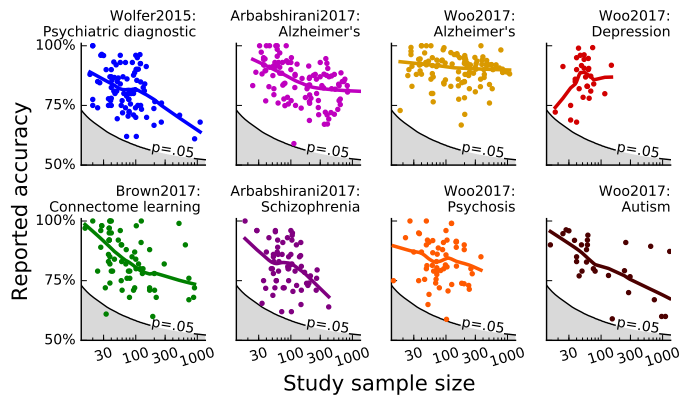 Wolfer2015:
Psychiatric diagnostic
Arbabshirani2017:
Alzheimer's
Woo2017:
Alzheimer's
Woo2017:
Depression
100%
75%
50%
p=.05
p=.05
p=.05
p=.05
Reported accuracy
Brown2017:
Connectome learning
Arbabshirani2017:
Schizophrenia
Woo2017:
Psychosis
Woo2017:
Autism
100%
75%
50%
p=.05
p=.05
p=.05
p=.05
30 100 1000
30 100 1000
30 100 1000
30 100 1000
Study sample size